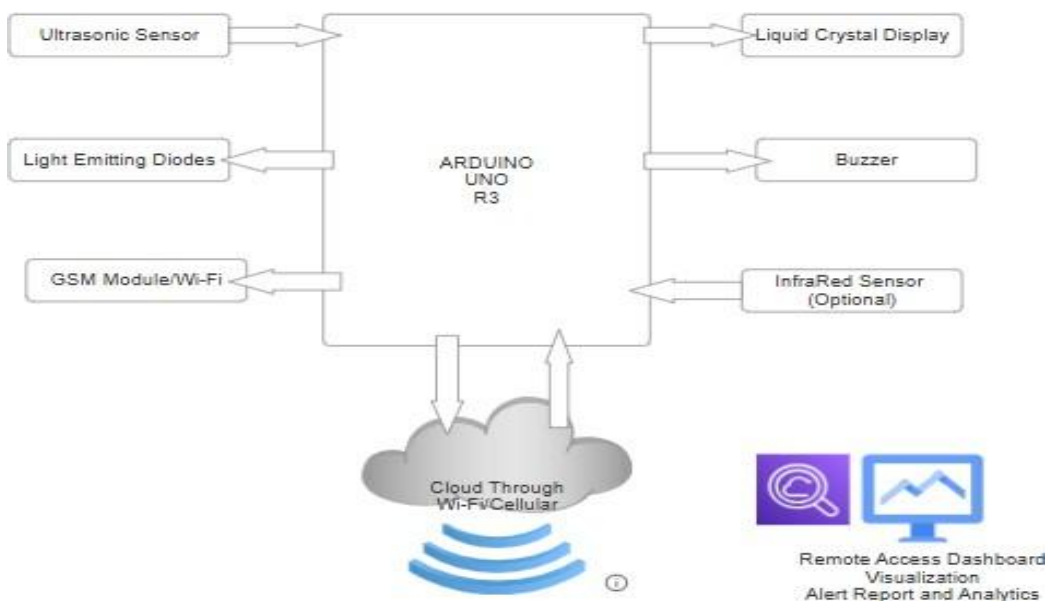 Ultrasonic Sensor
Liquid Crystal Display
Light Emitting Diodes
ARDUINO
UNO
R3
Buzzer
GSM Module/Wi-Fi
InfraRed Sensor
(Optional)
Cloud Through
Wi-Fi/Cellular
i
Remote Access Dashboard
Visualization
Alert Report and Analytics